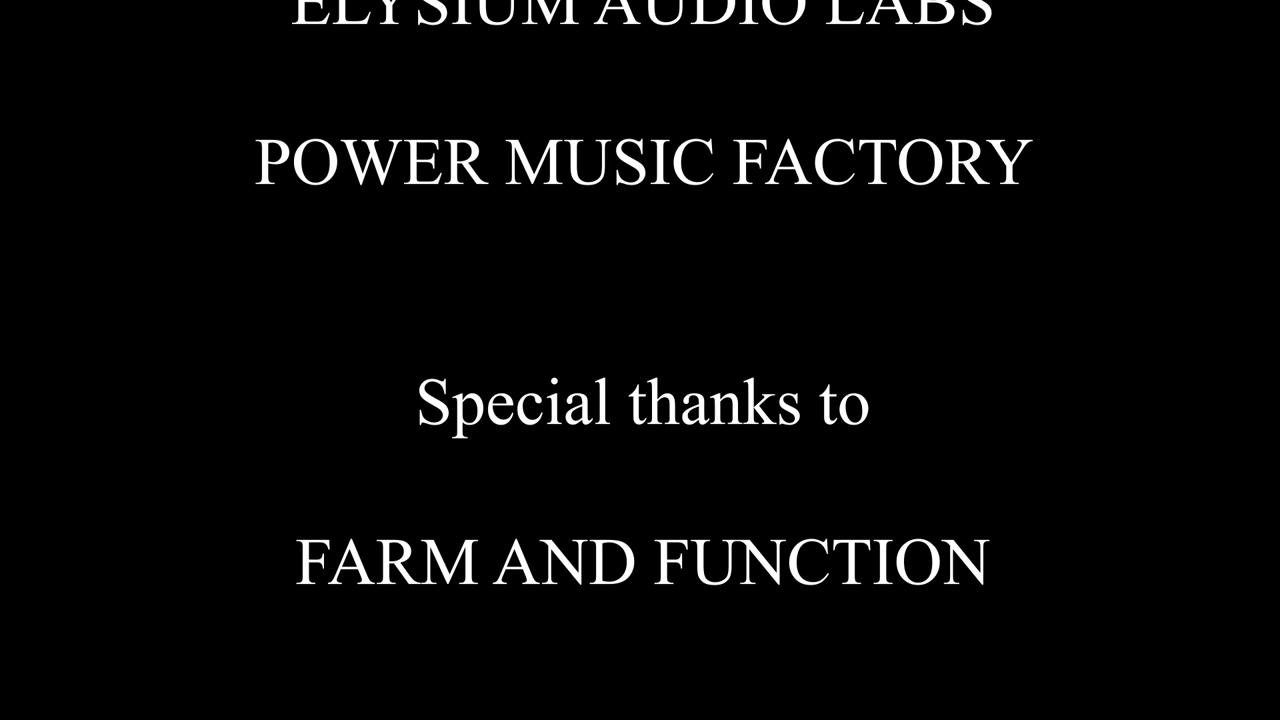 ELYSIUM AUDIO LABS
POWER MUSIC FACTORY
Special thanks to
FARM AND FUNCTION